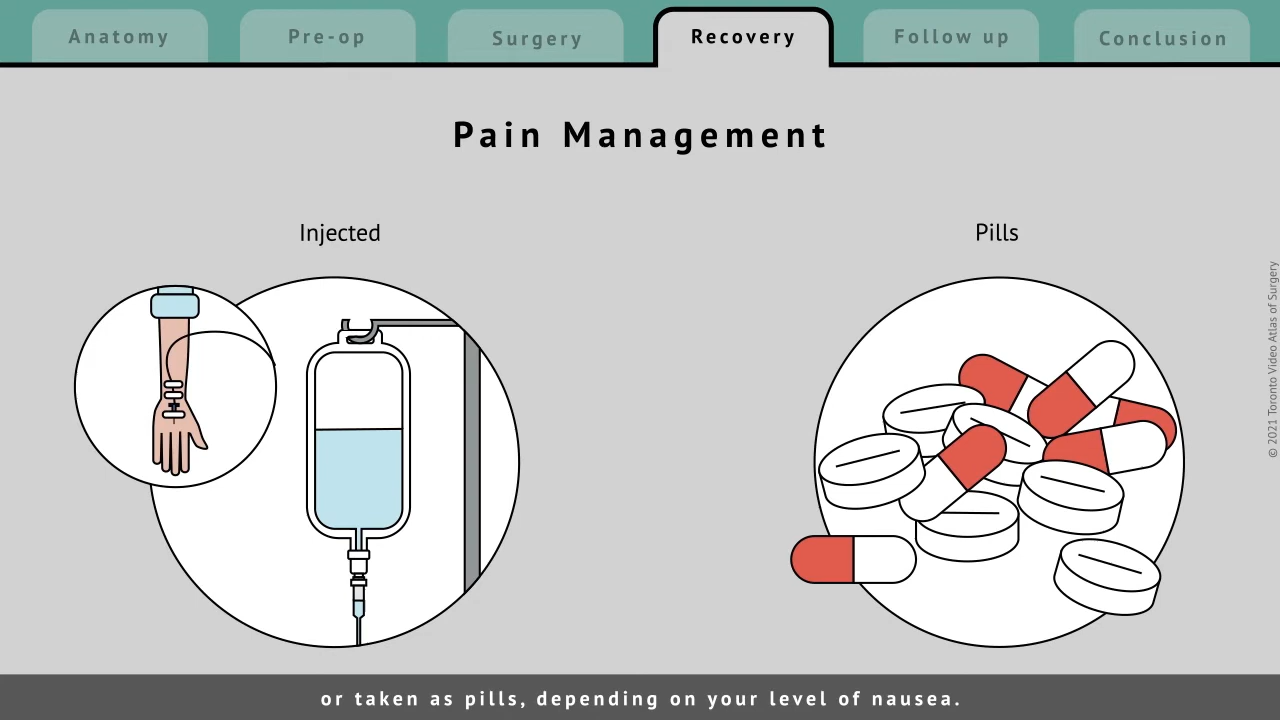 Anatomy
Pre-op
Surgery
Recovery
Follow up
Conclusion
Pain Management
Injected
Pills
© 2021 Toronto Video Atlas of Surgery
or taken as pills, depending on your level of nausea.